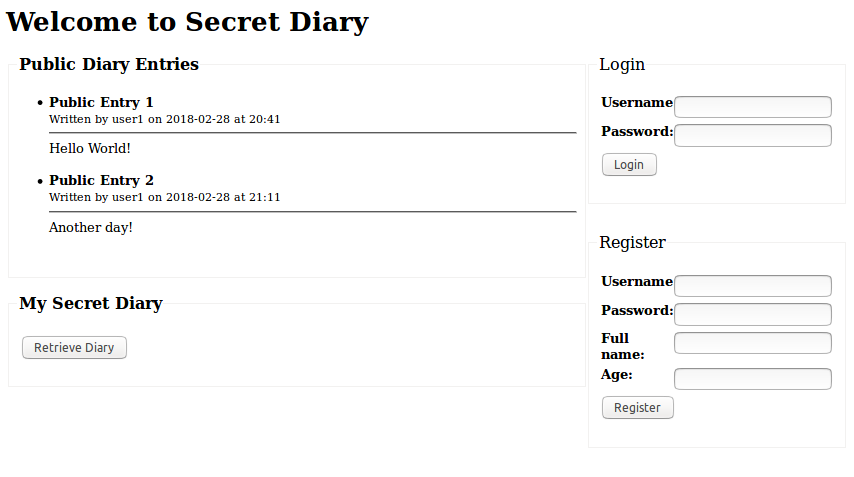 Welcome to Secret Diary
Public Diary Entries
Public Entry 1
Written by user1 on 2018-02-28 at 20:41
Hello World!
Public Entry 2
Written by user1 on 2018-02-28 at 21:11
Another day!
My Secret Diary
Retrieve Diary
Login
Username
Password:
Login
Register
Username
Password:
Full
name:
Age:
Register